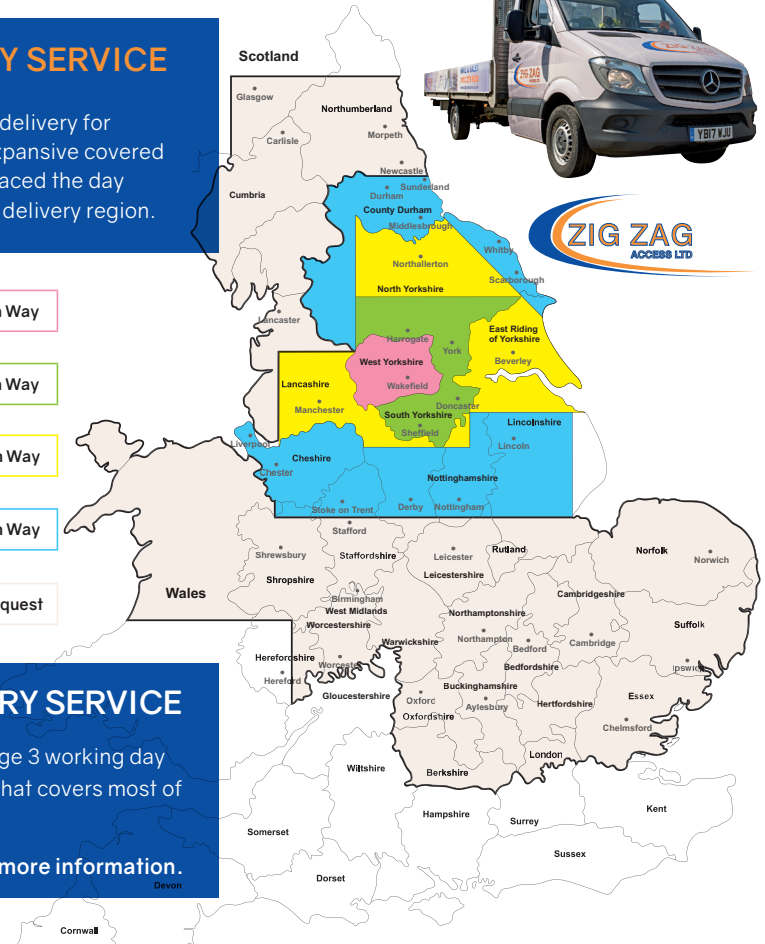 Y SERVICE
delivery for
xpansive covered
aced the day
delivery region.
Way
Way
Way
Way
quest
RY SERVICE
ge 3 working day
hat covers most of
more information.
ZIG ZAG
YB17 WJU
ZIG ZAG
ACCESS LTD
Scotland
Glasgow
Northumberland
Carlisle
Morpeth
Newcastle
Sunderland
Cumbria
Durham
County Durham
Middlesbrough
Whitby
Northallerton
Scarborough
North Yorkshire
Lancaster
Harrogate
York
East Riding
of Yorkshire
Beverley
West Yorkshire
Wakefield
Lancashire
Manchester
Doncaster
South Yorkshire
Sheffield
Lincolnshire
Lincoln
Liverpool
Cheshire
Chester
Nottinghamshire
Stoke on Trent
Derby
Nottingham
Stafford
Shrewsbury
Staffordshire
Leicester
Rutland
Norfolk
Norwich
Leicestershire
Shropshire
Wales
Birmingham
West Midlands
Cambridgeshire
Worcestershire
Northamptonshire
Suffolk
Warwickshire
Northampton
Bedford
Cambridge
Herefordshire
Worceste
Bedfordshire
Ipswich
Hereford
Gloucestershire
Buckinghamshire
Oxford
Aylesbury
Hertfordshire
Essex
Oxfordshire
Chelmsford
London
Wiltshire
Berkshire
Hampshire
Surrey
Kent
Somerset
Sussex
Dorset
Devon
Cornwall